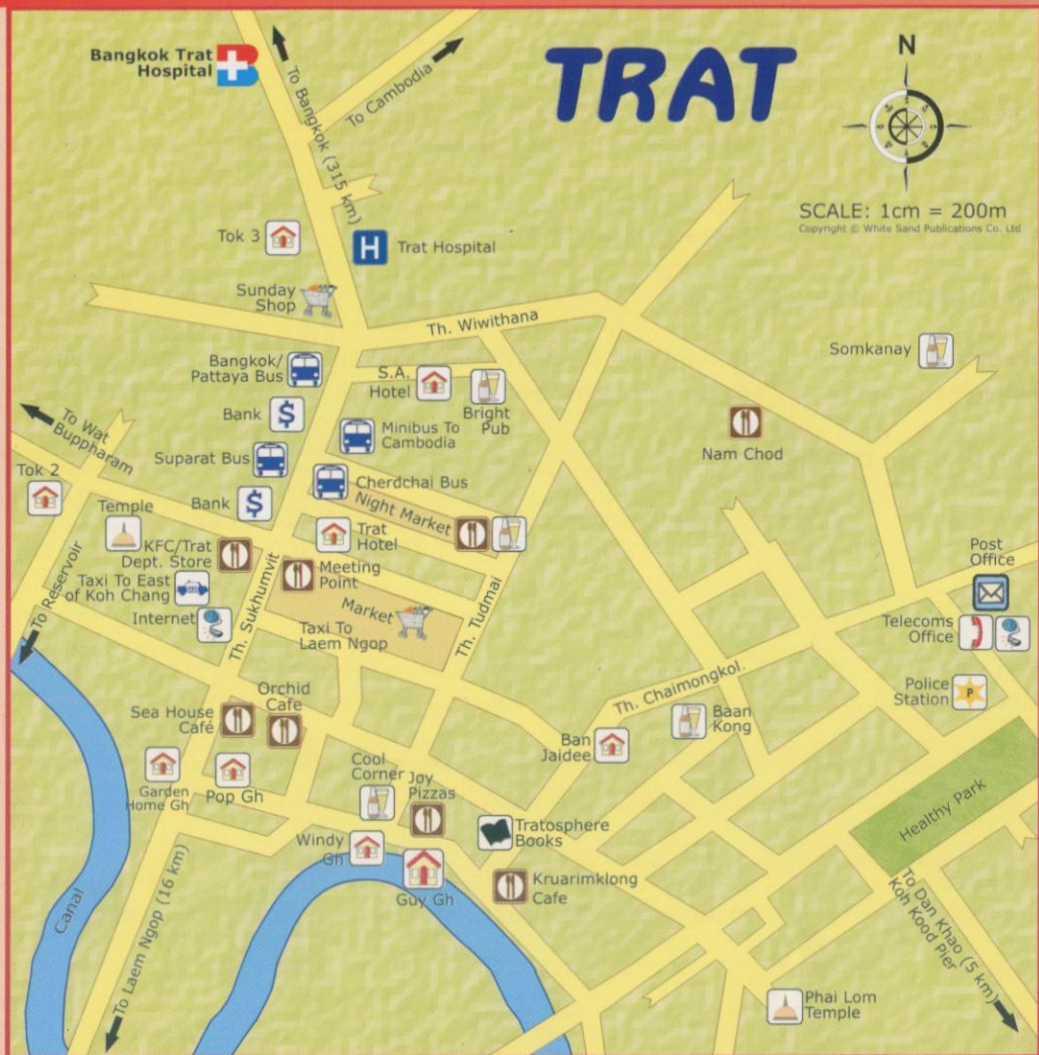 Bangkok Trat
Hospital
To Bangkok (315 km)
To Cambodia
TRAT
N
SCALE: 1cm = 200m
Copyright © White Sand Publications Co. Ltd
Tok 3
H
Trat Hospital
Sunday
Shop
Th. Wiwithana
Bangkok/
Pattaya Bus
S.A.
Hotel
Bright
Pub
Somkanay
Bank
$
Minibus To
Cambodia
Nam Chod
To Wat
Buppharam
Suparat Bus
Cherdchai Bus
Tok 2
Bank
$
Night Market
Temple
Trat
Hotel
KFC/Trat
Dept. Store
Meeting
Point
Taxi To East
of Koh Chang
Internet
Market
Taxi To
Laem Ngop
To Reservoir
Th. Sukhumvit
Th. Tudmai
Post
Office
Telecoms
Office
Police
Station
P
Th. Chaimongkol
Baan
Kong
Ban
Jaidee
Orchid
Cafe
Sea House
Café
Garden
Home Gh
Pop Gh
Cool
Corner
Joy
Pizzas
Windy
Gh
Guy Gh
Tratosphere
Books
Kruarimklong
Cafe
Healthy Park
Canal
To Laem Ngop (16 km)
To Dan Khao (5 km)
Koh Kood Pier
Phai Lom
Temple